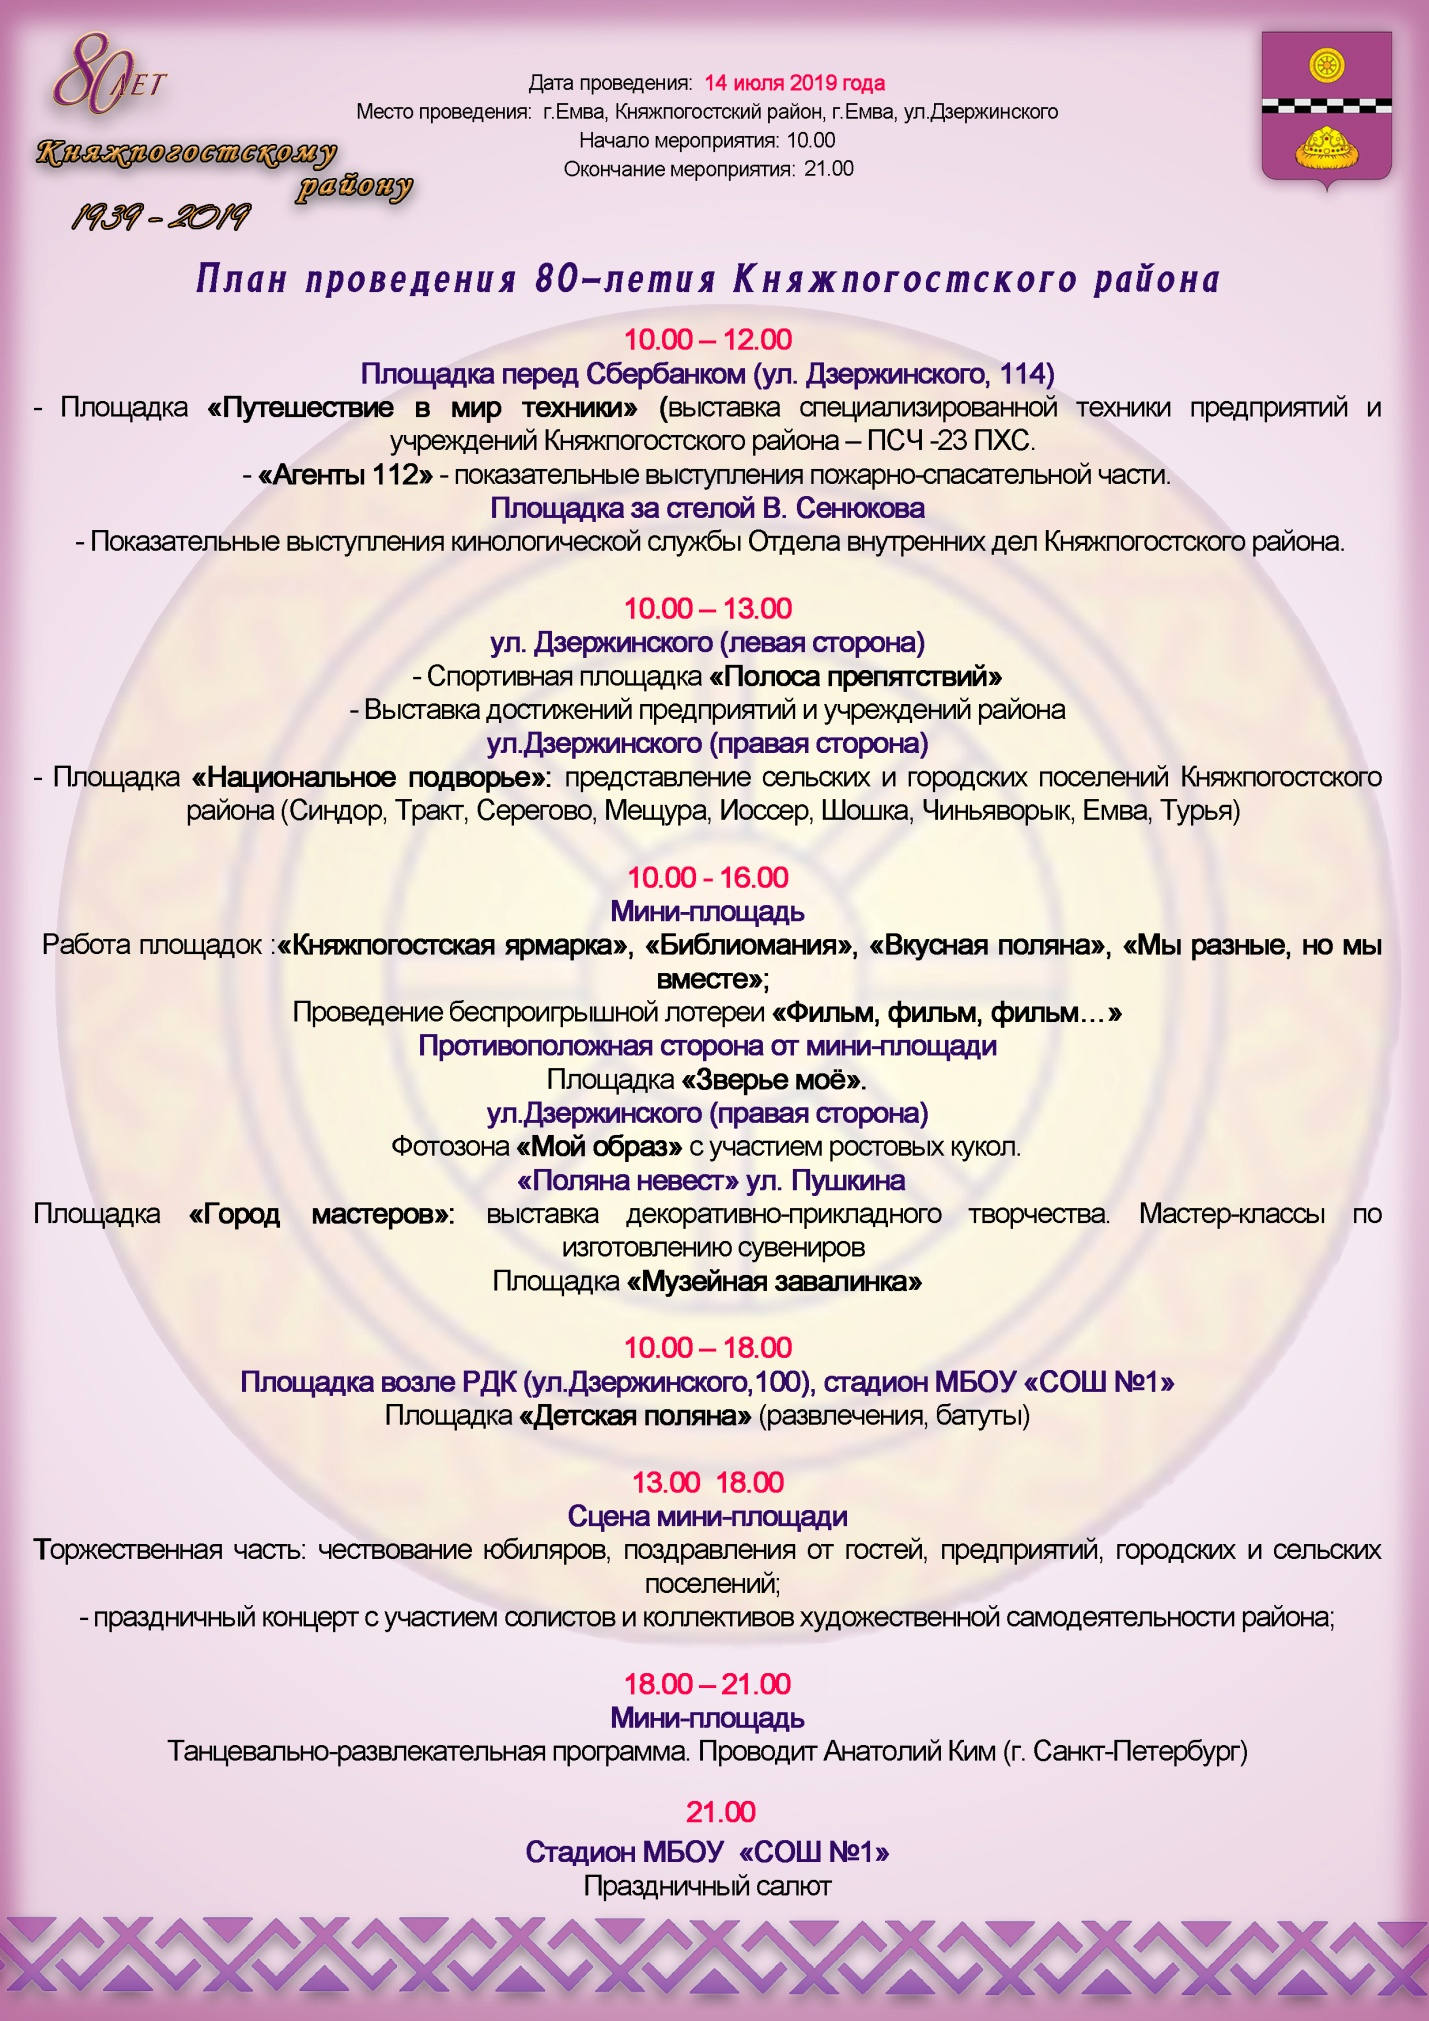 80 ЛЕТ
Княжпогостскому
району
1939 - 2019
Дата проведения: 14 июля 2019 года
Место проведения: г.Емва, Княжпогостский район, г.Емва, ул.Дзержинского
Начало мероприятия: 10.00
Окончание мероприятия: 21.00
План проведения 80-летия Княжпогостского района
10.00 – 12.00
Площадка перед Сбербанком (ул. Дзержинского, 114)
- Площадка «Путешествие в мир техники» (выставка специализированной техники предприятий и
учреждений Княжпогостского района – ПСЧ -23 ПХС.
- «Агенты 112» - показательные выступления пожарно-спасательной части.
Площадка за стелой В. Сенюкова
- Показательные выступления кинологической службы Отдела внутренних дел Княжпогостского района.
10.00 – 13.00
ул. Дзержинского (левая сторона)
- Спортивная площадка «Полоса препятствий»
- Выставка достижений предприятий и учреждений района
ул.Дзержинского (правая сторона)
- Площадка «Национальное подворье»: представление сельских и городских поселений Княжпогостского
района (Синдор, Тракт, Серегово, Мещура, Иоссер, Шошка, Чиньяворык, Емва, Турья)
10.00 - 16.00
Мини-площадь
Работа площадок :«Княжпогостская ярмарка», «Библиомания», «Вкусная поляна», «Мы разные, но мы
вместе»;
Проведение беспроигрышной лотереи «Фильм, фильм, фильм…»
Противоположная сторона от мини-площади
Площадка «Зверье моё».
ул.Дзержинского (правая сторона)
Фотозона «Мой образ» с участием ростовых кукол.
«Поляна невест» ул. Пушкина
Площадка «Город мастеров»: выставка декоративно-прикладного творчества. Мастер-классы по
изготовлению сувениров
Площадка «Музейная завалинка»
10.00 – 18.00
Площадка возле РДК (ул.Дзержинского,100), стадион МБОУ «СОШ №1»
Площадка «Детская поляна» (развлечения, батуты)
13.00 18.00
Сцена мини-площади
Торжественная часть: чествование юбиляров, поздравления от гостей, предприятий, городских и сельских
поселений;
- праздничный концерт с участием солистов и коллективов художественной самодеятельности района;
18.00 – 21.00
Мини-площадь
Танцевально-развлекательная программа. Проводит Анатолий Ким (г. Санкт-Петербург)
21.00
Стадион МБОУ «СОШ №1»
Праздничный салют